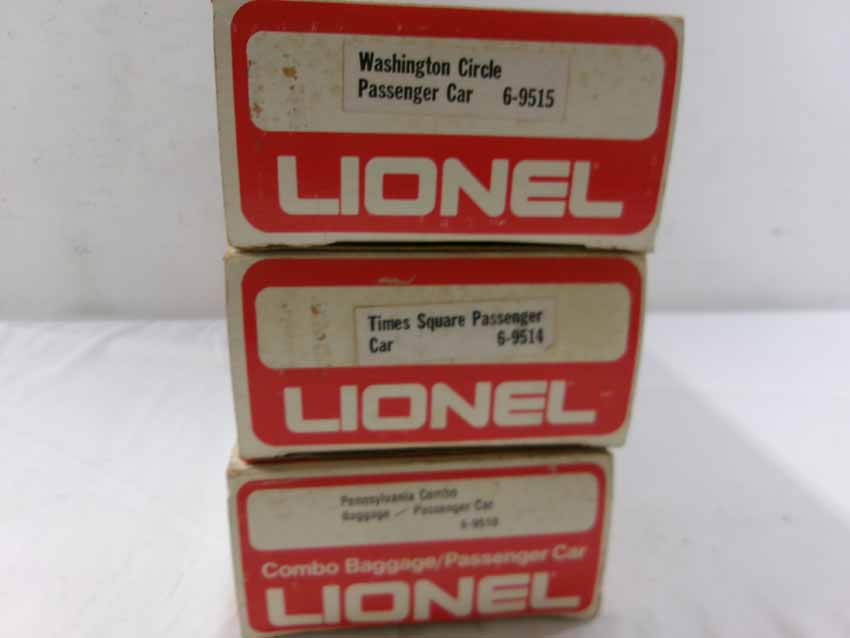 Washington Circle
Passenger Car 6-9515
LIONEL
Times Square Passenger
Car 6-9514
LIONEL
Pennsylvania Combo
Baggage - Passenger Car
Combo Baggage/Passenger Car
LIONEL